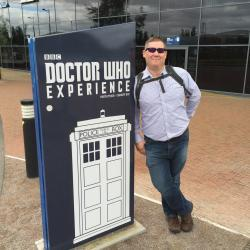 BBC
DOCTOR WHO
EXPERIENCE
POLICE BOX